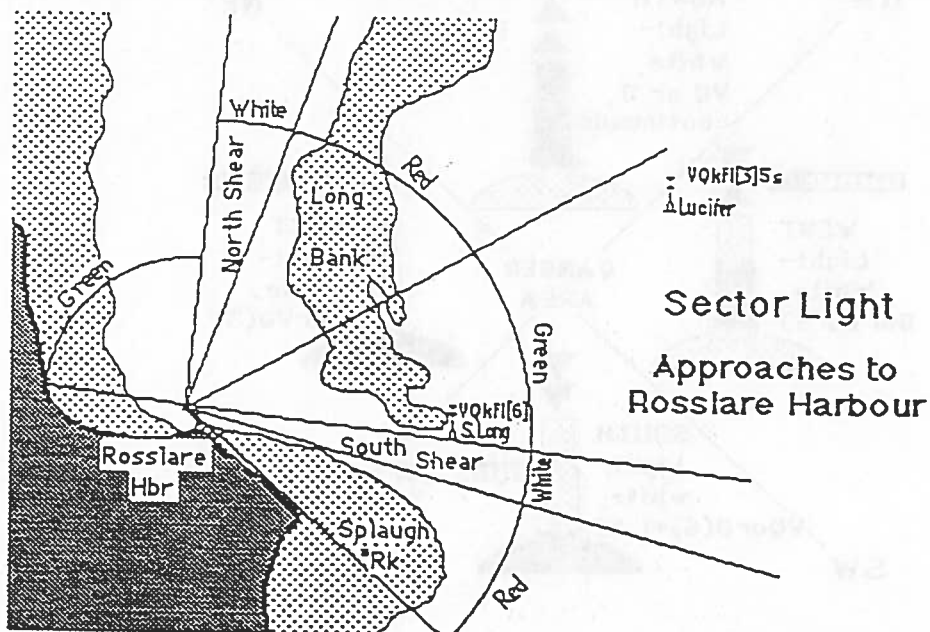 White
Red
North Shear
Long
Bank
VQkfl[3]5s
Lucifer
Green
Sector Light
Green
Approaches to
Rosslare Harbour
VQkfl[6]
S.Long
South
Shear
White
Rosslare
Hbr
Splaugh
Rk
Red